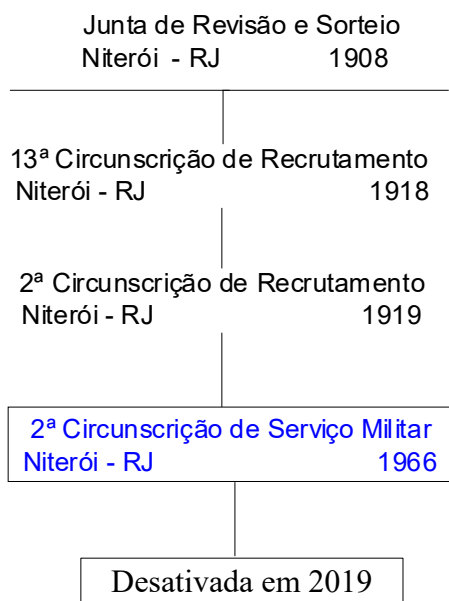 Junta de Revisão e Sorteio
Niterói - RJ 1908
13ª Circunscrição de Recrutamento
Niterói - RJ 1918
2ª Circunscrição de Recrutamento
Niterói - RJ 1919
2ª Circunscrição de Serviço Militar
Niterói - RJ 1966
Desativada em 2019